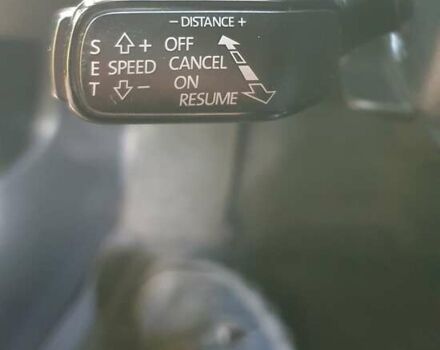 − DISTANCE +
S + OFF
E SPEED CANCEL
T − ON
RESUME